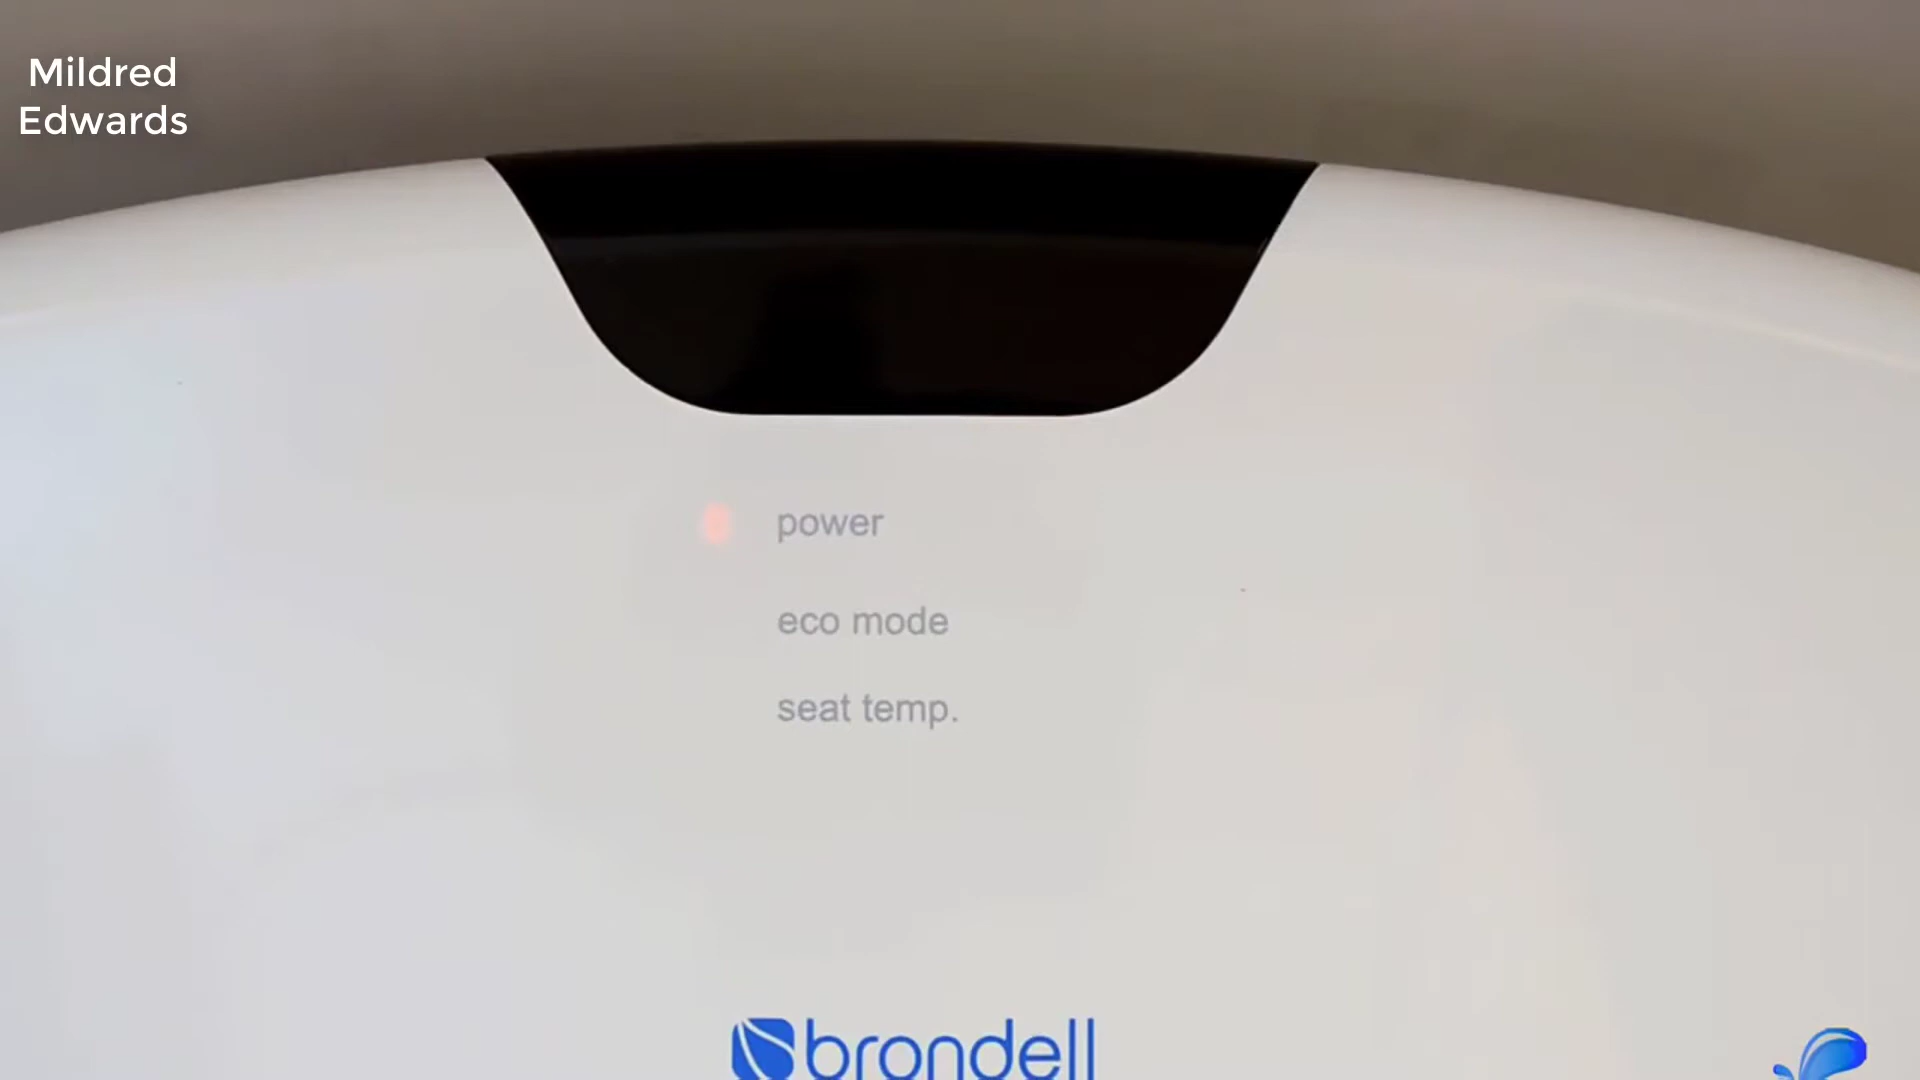 Mildred
Edwards
power
eco mode
seat temp.
brondell